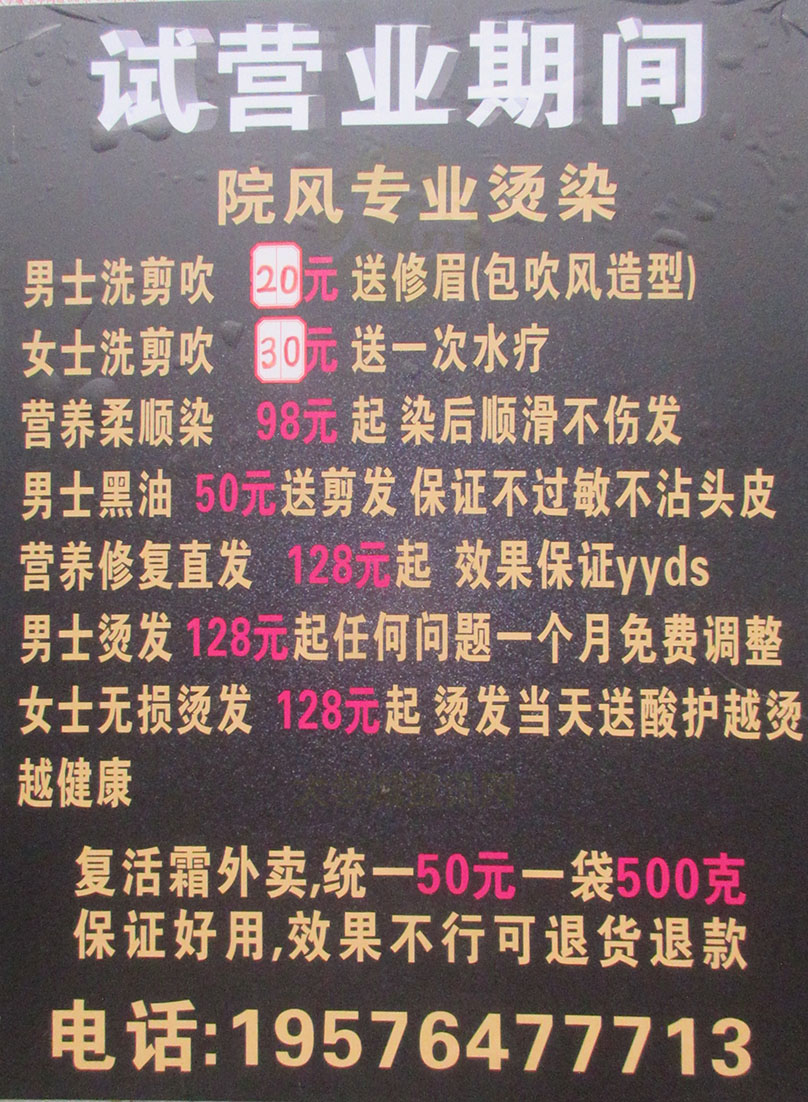 试营业期间
院风专业烫染
男士洗剪吹 20元 送修眉(包吹风造型)
女士洗剪吹 30元 送一次水疗
营养柔顺染 98元 起 染后顺滑不伤发
男士黑油 50元送剪发 保证不过敏不沾头皮
营养修复直发 128元起 效果保证yyds
男士烫发 128元起任何问题一个月免费调整
女士无损烫发 128元起 烫发当天送酸护越烫
越健康
复活霜外卖,统一50元一袋500克
保证好用,效果不行可退货退款
电话:19576477713